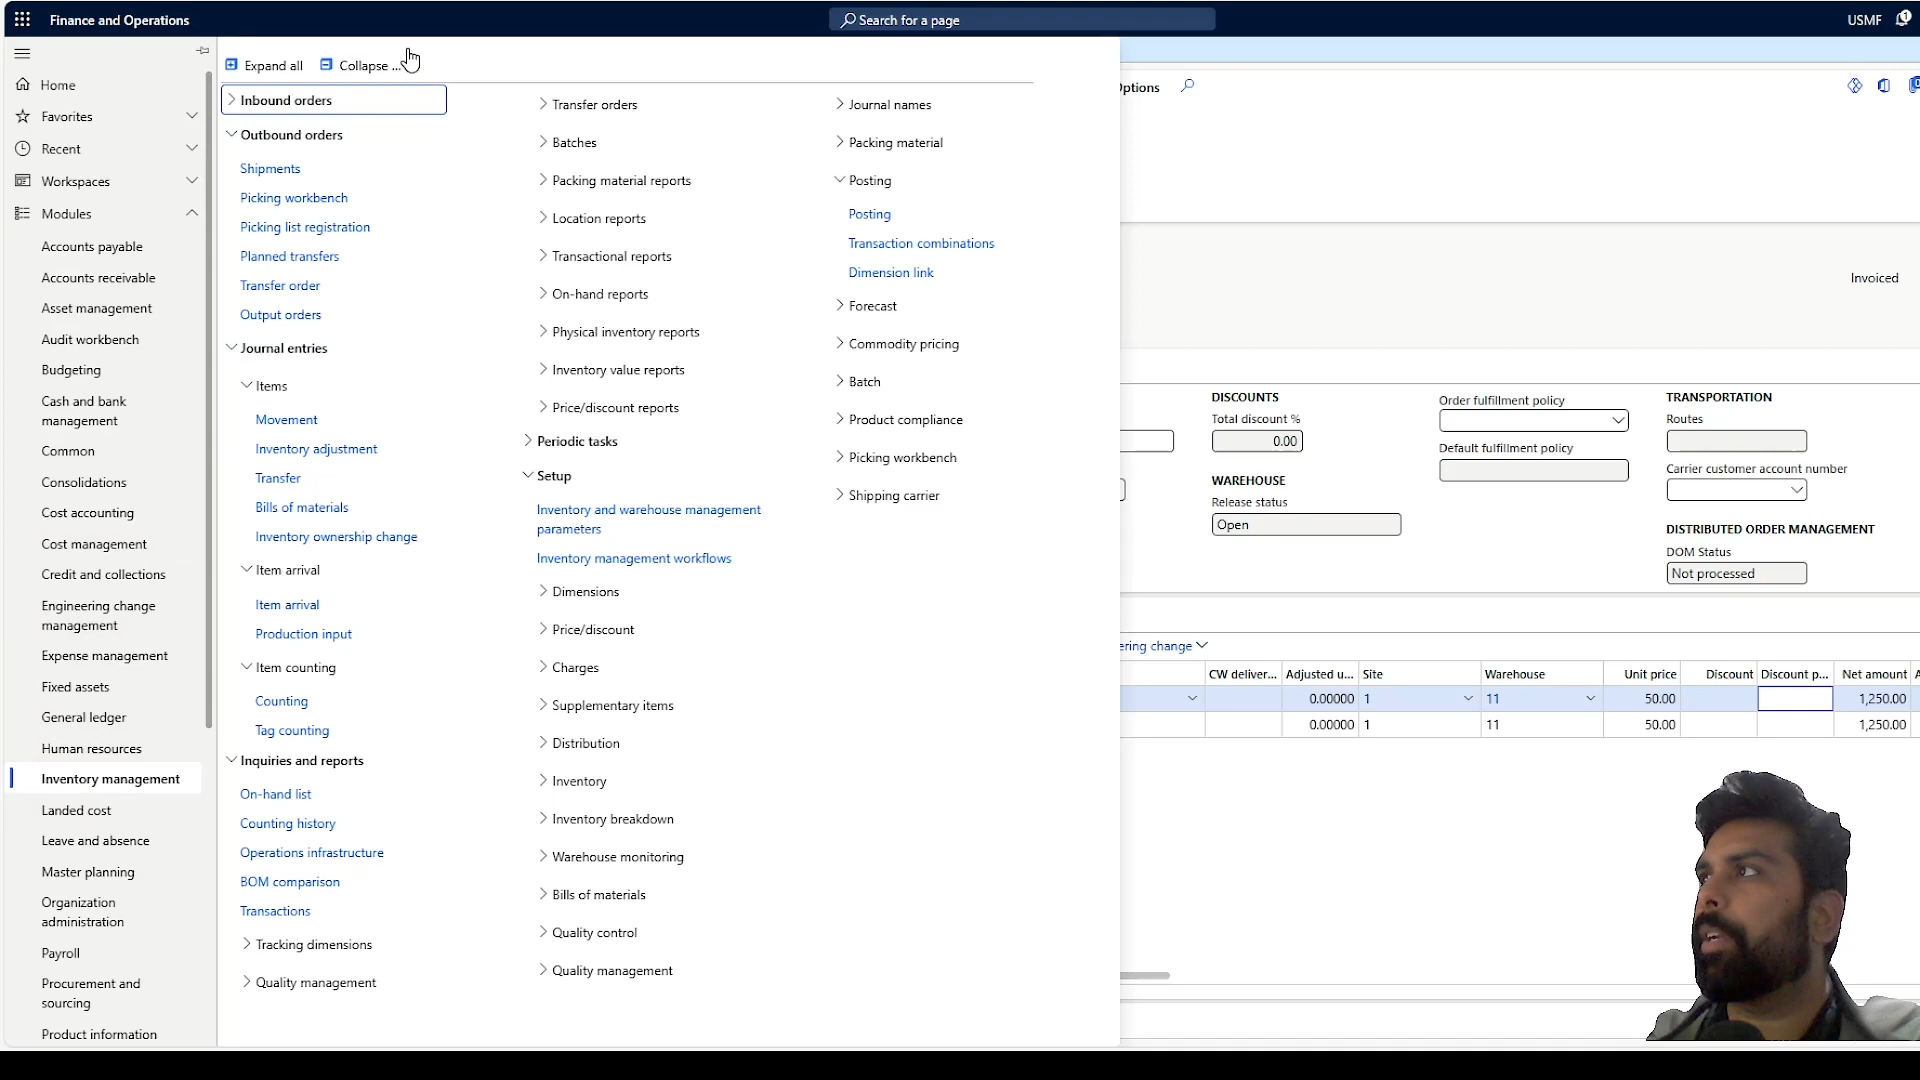 Finance and Operations
Search for a page
USMF
1
Home
Favorites
Recent
Workspaces
Modules
Accounts payable
Accounts receivable
Asset management
Audit workbench
Budgeting
Cash and bank
management
Common
Consolidations
Cost accounting
Cost management
Credit and collections
Engineering change
management
Expense management
Fixed assets
General ledger
Human resources
Inventory management
Landed cost
Leave and absence
Master planning
Organization
administration
Payroll
Procurement and
sourcing
Product information
Expand all
Collapse ...
Inbound orders
Outbound orders
Shipments
Picking workbench
Picking list registration
Planned transfers
Transfer order
Output orders
Journal entries
Items
Movement
Inventory adjustment
Transfer
Bills of materials
Inventory ownership change
Item arrival
Item arrival
Production input
Item counting
Counting
Tag counting
Inquiries and reports
On-hand list
Counting history
Operations infrastructure
BOM comparison
Transactions
Tracking dimensions
Quality management
Transfer orders
Batches
Packing material reports
Location reports
Transactional reports
On-hand reports
Physical inventory reports
Inventory value reports
Price/discount reports
Periodic tasks
Setup
Inventory and warehouse management
parameters
Inventory management workflows
Dimensions
Price/discount
Charges
Supplementary items
Distribution
Inventory
Inventory breakdown
Warehouse monitoring
Bills of materials
Quality control
Quality management
Journal names
Packing material
Posting
Posting
Transaction combinations
Dimension link
Forecast
Commodity pricing
Batch
Product compliance
Picking workbench
Shipping carrier
ptions
Invoiced
DISCOUNTS
Total discount %
0.00
WAREHOUSE
Release status
Open
Order fulfillment policy
Default fulfillment policy
TRANSPORTATION
Routes
Carrier customer account number
DISTRIBUTED ORDER MANAGEMENT
DOM Status
Not processed
ering change
CW deliver... Adjusted u... Site Warehouse Unit price Discount Discount p... Net amount A
0.00000 1 11 50.00 1,250.00
0.00000 1 11 50.00 1,250.00